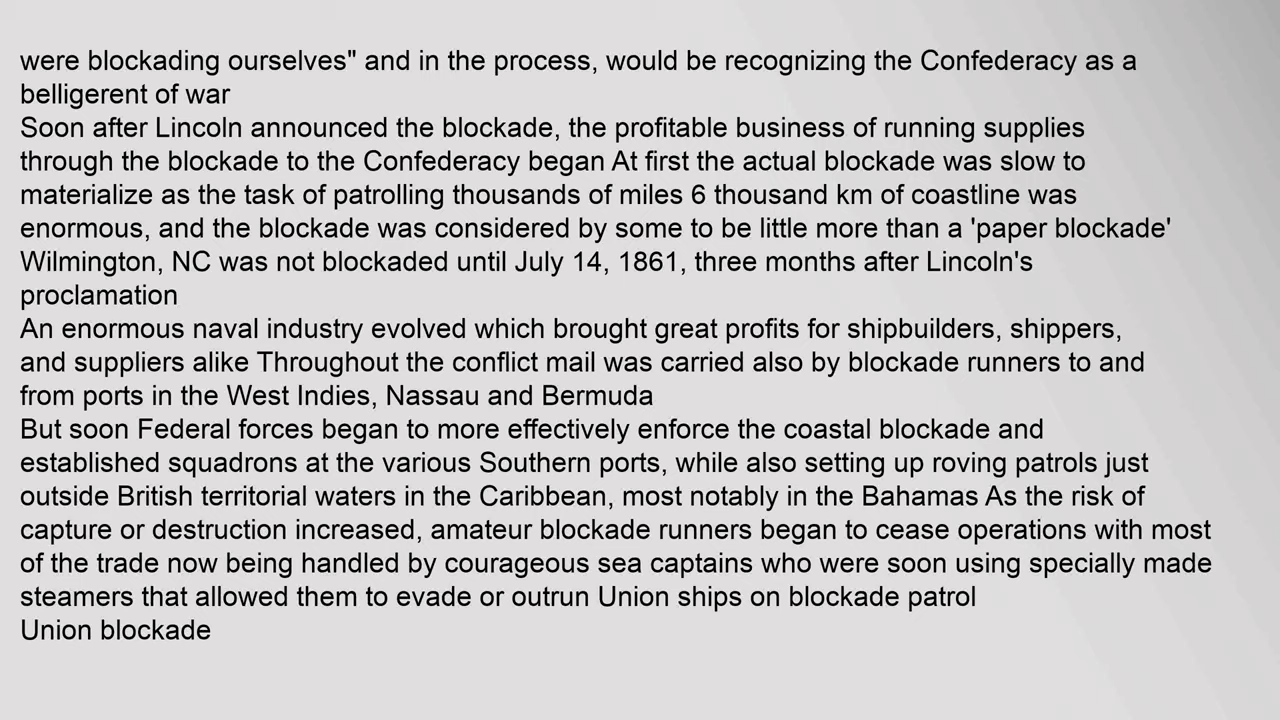 were blockading ourselves" and in the process, would be recognizing the Confederacy as a
belligerent of war
Soon after Lincoln announced the blockade, the profitable business of running supplies
through the blockade to the Confederacy began At first the actual blockade was slow to
materialize as the task of patrolling thousands of miles 6 thousand km of coastline was
enormous, and the blockade was considered by some to be little more than a 'paper blockade'
Wilmington, NC was not blockaded until July 14, 1861, three months after Lincoln's
proclamation
An enormous naval industry evolved which brought great profits for shipbuilders, shippers,
and suppliers alike Throughout the conflict mail was carried also by blockade runners to and
from ports in the West Indies, Nassau and Bermuda
But soon Federal forces began to more effectively enforce the coastal blockade and
established squadrons at the various Southern ports, while also setting up roving patrols just
outside British territorial waters in the Caribbean, most notably in the Bahamas As the risk of
capture or destruction increased, amateur blockade runners began to cease operations with most
of the trade now being handled by courageous sea captains who were soon using specially made
steamers that allowed them to evade or outrun Union ships on blockade patrol
Union blockade